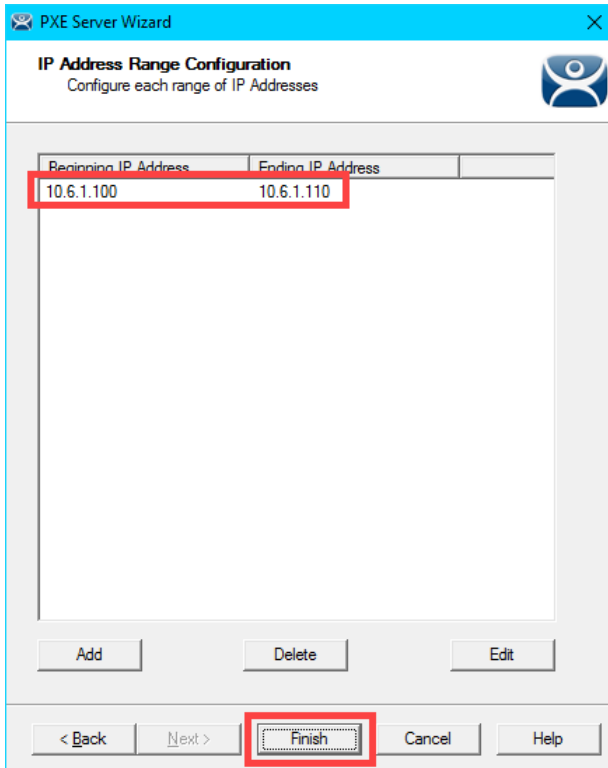 PXE Server Wizard
IP Address Range Configuration
Configure each range of IP Addresses
Beginning IP Address Ending IP Address
10.6.1.100 10.6.1.110
Add Delete Edit
< Back Next > Finish Cancel Help